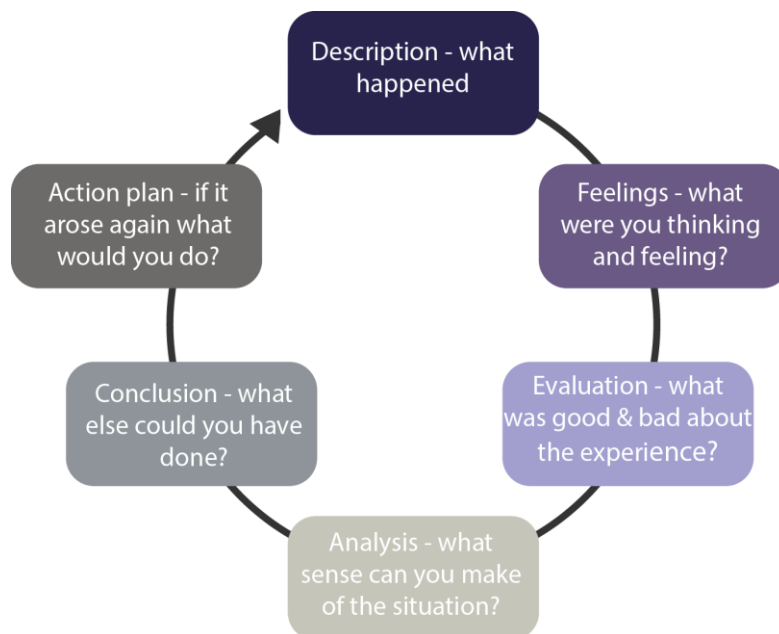 Description - what
happened
Feelings - what
were you thinking
and feeling?
Evaluation - what
was good & bad about
the experience?
Analysis - what
sense can you make
of the situation?
Conclusion - what
else could you have
done?
Action plan - if it
arose again what
would you do?